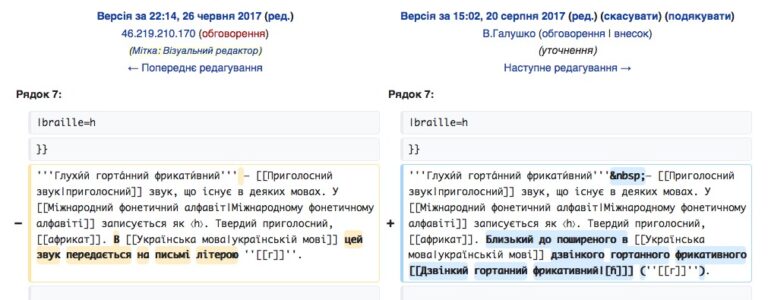 Версія за 22:14, 26 червня 2017 (ред.)
46.219.210.170 (обговорення)
(Мітка: Візуальний редактор)
← Попереднє редагування
Рядок 7:
|braille=h
}}
− '''Глухи́й горта́нний фрикати́вний''' – [[Приголосний
звук|приголосний]] звук, що існує в деяких мовах. У
[[Міжнародний фонетичний алфавіт|Міжнародному фонетичному
алфавіті]] записується як ⟨h⟩. Твердий приголосний,
[[африкат]]. В [[Українська мова|українській мові]] цей
звук передається на письмі літерою ''[[г]]''.
Версія за 15:02, 20 серпня 2017 (ред.) (скасувати) (подякувати)
В.Галушко (обговорення | внесок)
(уточнення)
Наступне редагування →
Рядок 7:
|braille=h
}}
+ '''Глухи́й горта́нний фрикати́вний'''&nbsp;– [[Приголосний
звук|приголосний]] звук, що існує в деяких мовах. У
[[Міжнародний фонетичний алфавіт|Міжнародному фонетичному
алфавіті]] записується як ⟨h⟩. Твердий приголосний,
[[африкат]]. Близький до поширеного в [[Українська
мова|українській мові]] дзвінкого гортанного фрикативного
[[Дзвінкий гортанний фрикативний|[ɦ]]] (''[[г]]'').